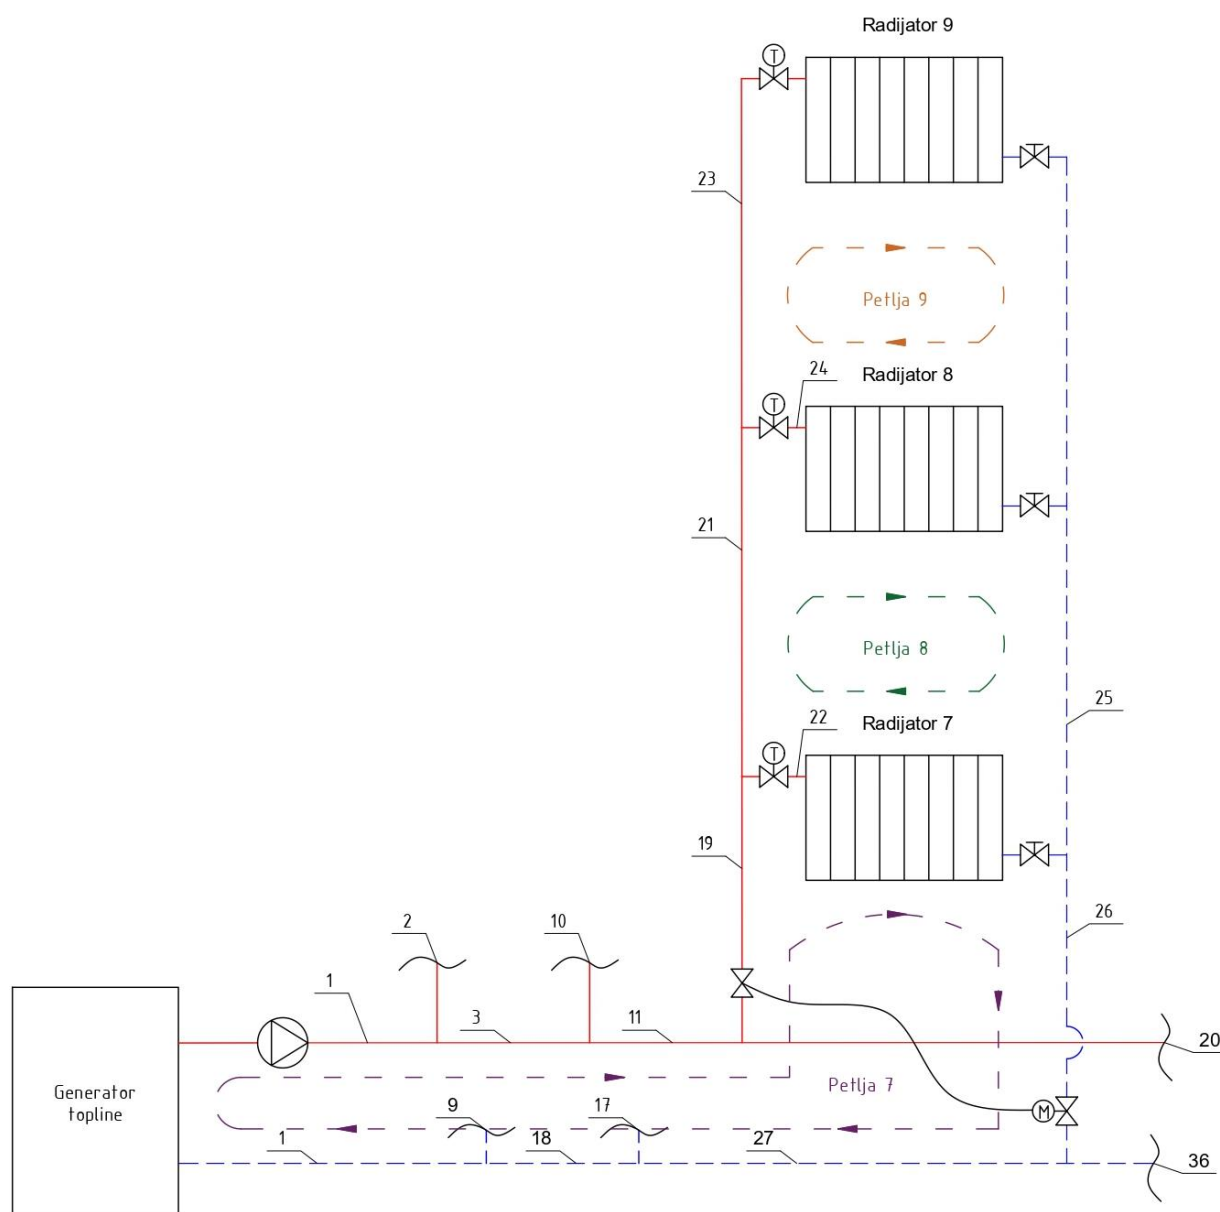 Radijator 9
T
23
Petlja 9
24
Radijator 8
T
21
Petlja 8
25
22
Radijator 7
T
19
26
2
10
1
3
11
20
Generator
topline
Petlja 7
9
17
M
1
18
27
36